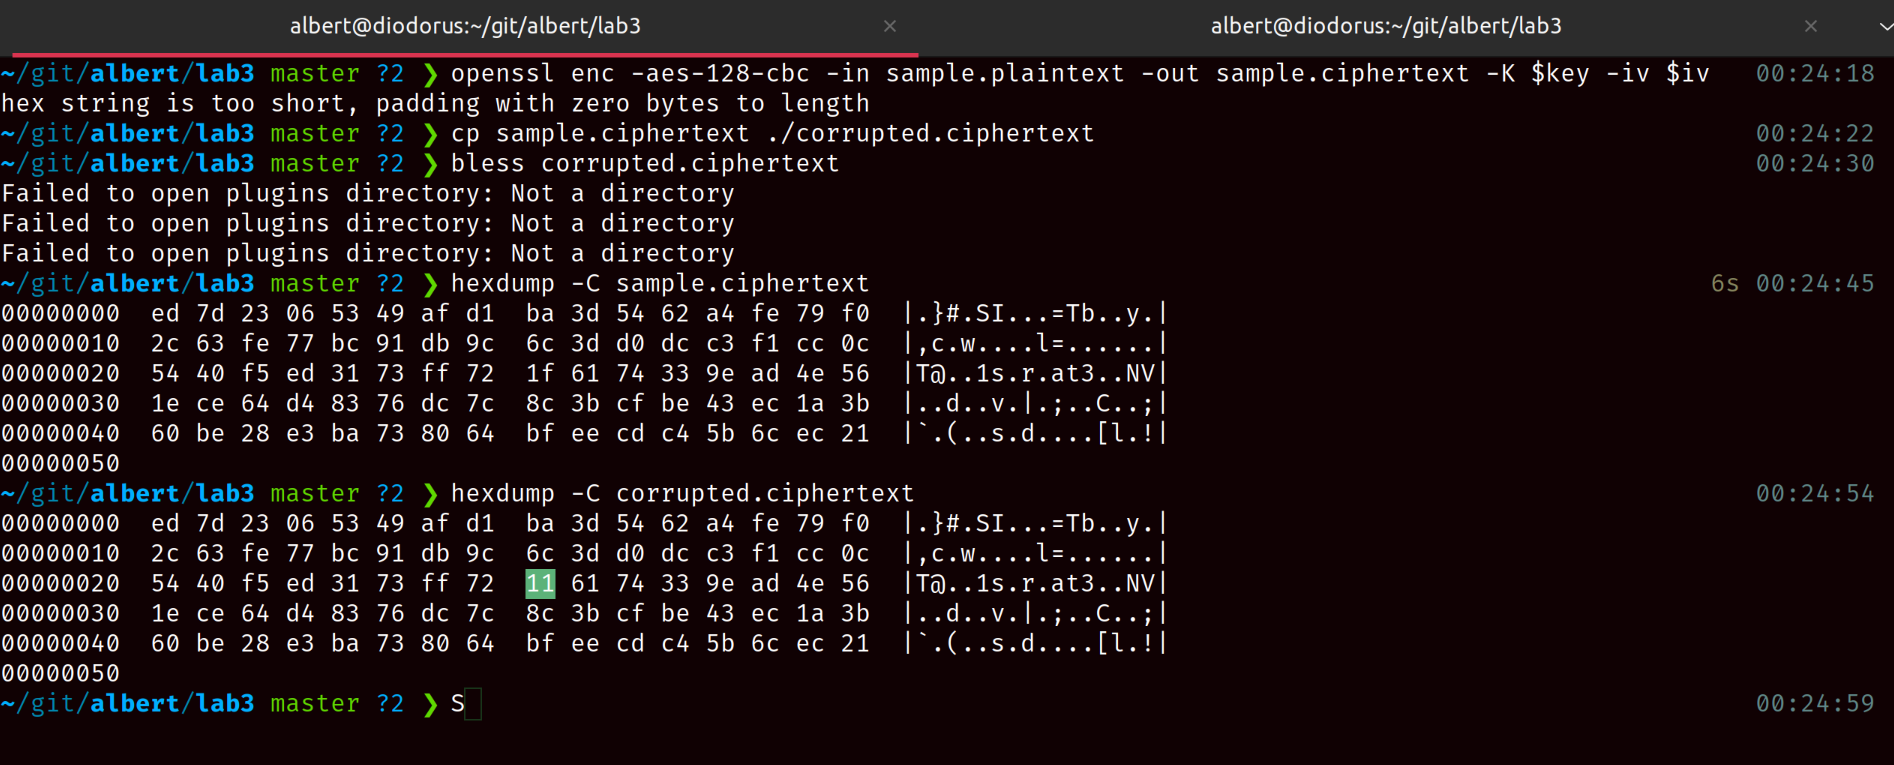 albert@diodorus:~/git/albert/lab3 × albert@diodorus:~/git/albert/lab3 ×
~/git/albert/lab3 master ?2 ❯ openssl enc -aes-128-cbc -in sample.plaintext -out sample.ciphertext -K $key -iv $iv 00:24:18
hex string is too short, padding with zero bytes to length
~/git/albert/lab3 master ?2 ❯ cp sample.ciphertext ./corrupted.ciphertext 00:24:22
~/git/albert/lab3 master ?2 ❯ bless corrupted.ciphertext 00:24:30
Failed to open plugins directory: Not a directory
Failed to open plugins directory: Not a directory
Failed to open plugins directory: Not a directory
~/git/albert/lab3 master ?2 ❯ hexdump -C sample.ciphertext 6s 00:24:45
00000000  ed 7d 23 06 53 49 af d1  ba 3d 54 62 a4 fe 79 f0  |.}#.SI...=Tb..y.|
00000010  2c 63 fe 77 bc 91 db 9c  6c 3d d0 dc c3 f1 cc 0c  |,c.w....l=......|
00000020  54 40 f5 ed 31 73 ff 72  1f 61 74 33 9e ad 4e 56  |T@..1s.r.at3..NV|
00000030  1e ce 64 d4 83 76 dc 7c  8c 3b cf be 43 ec 1a 3b  |..d..v.|.;..C..;|
00000040  60 be 28 e3 ba 73 80 64  bf ee cd c4 5b 6c ec 21  |`.(..s.d....[l.!|
00000050
~/git/albert/lab3 master ?2 ❯ hexdump -C corrupted.ciphertext 00:24:54
00000000  ed 7d 23 06 53 49 af d1  ba 3d 54 62 a4 fe 79 f0  |.}#.SI...=Tb..y.|
00000010  2c 63 fe 77 bc 91 db 9c  6c 3d d0 dc c3 f1 cc 0c  |,c.w....l=......|
00000020  54 40 f5 ed 31 73 ff 72  11 61 74 33 9e ad 4e 56  |T@..1s.r.at3..NV|
00000030  1e ce 64 d4 83 76 dc 7c  8c 3b cf be 43 ec 1a 3b  |..d..v.|.;..C..;|
00000040  60 be 28 e3 ba 73 80 64  bf ee cd c4 5b 6c ec 21  |`.(..s.d....[l.!|
00000050
~/git/albert/lab3 master ?2 ❯ S 00:24:59